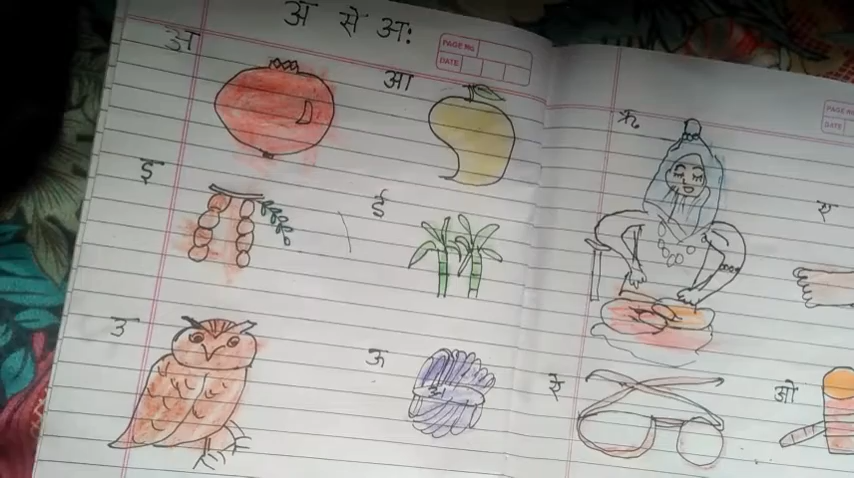 अ से अः
PAGE NO
DATE
अ
आ
इ
ई
उ
ऊ
अ
PAGE NO
DATE
ऋ
ए
ऐ
ओ